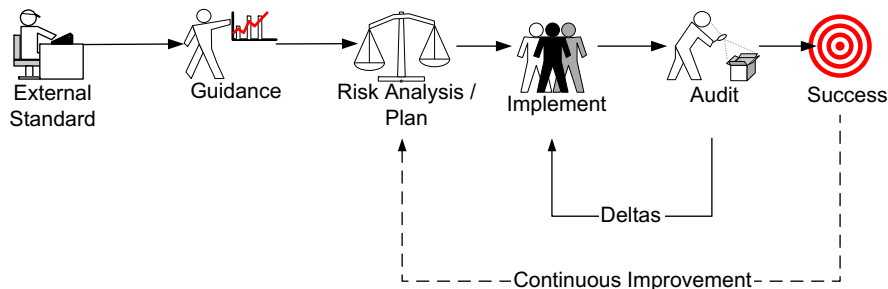 External
Standard
Guidance
Risk Analysis /
Plan
Implement
Audit
Success
Deltas
Continuous Improvement